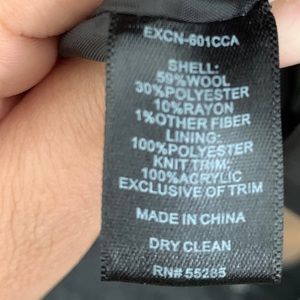 EXCN-601CCA
SHELL:
59%WOOL
30%POLYESTER
10%RAYON
1%OTHER FIBER
LINING:
100%POLYESTER
KNIT TRIM:
100%ACRYLIC
EXCLUSIVE OF TRIM
MADE IN CHINA
DRY CLEAN
RN# 55285